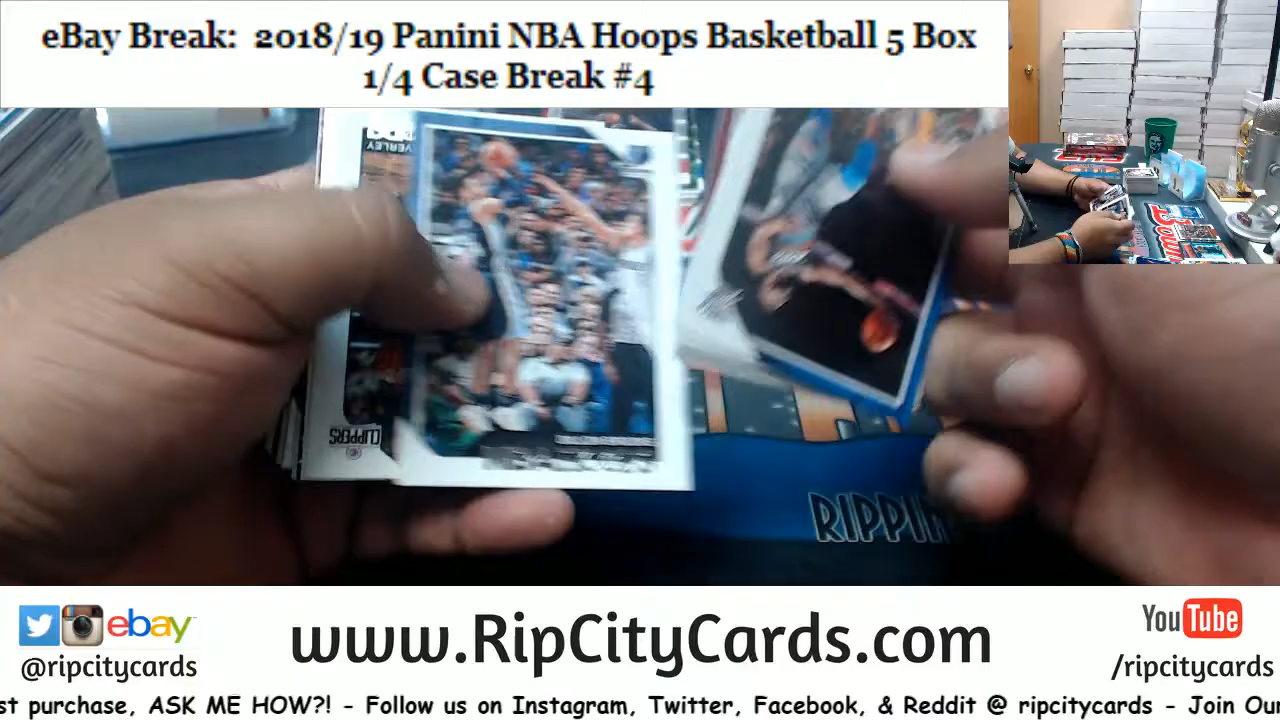 eBay Break:  2018/19 Panini NBA Hoops Basketball 5 Box
1/4 Case Break #4
VERLEY
CLIPPERS
RIPPIN
ebay
@ripcitycards
www.RipCityCards.com
YouTube
/ripcitycards
st purchase, ASK ME HOW?! - Follow us on Instagram, Twitter, Facebook, & Reddit @ ripcitycards - Join Our